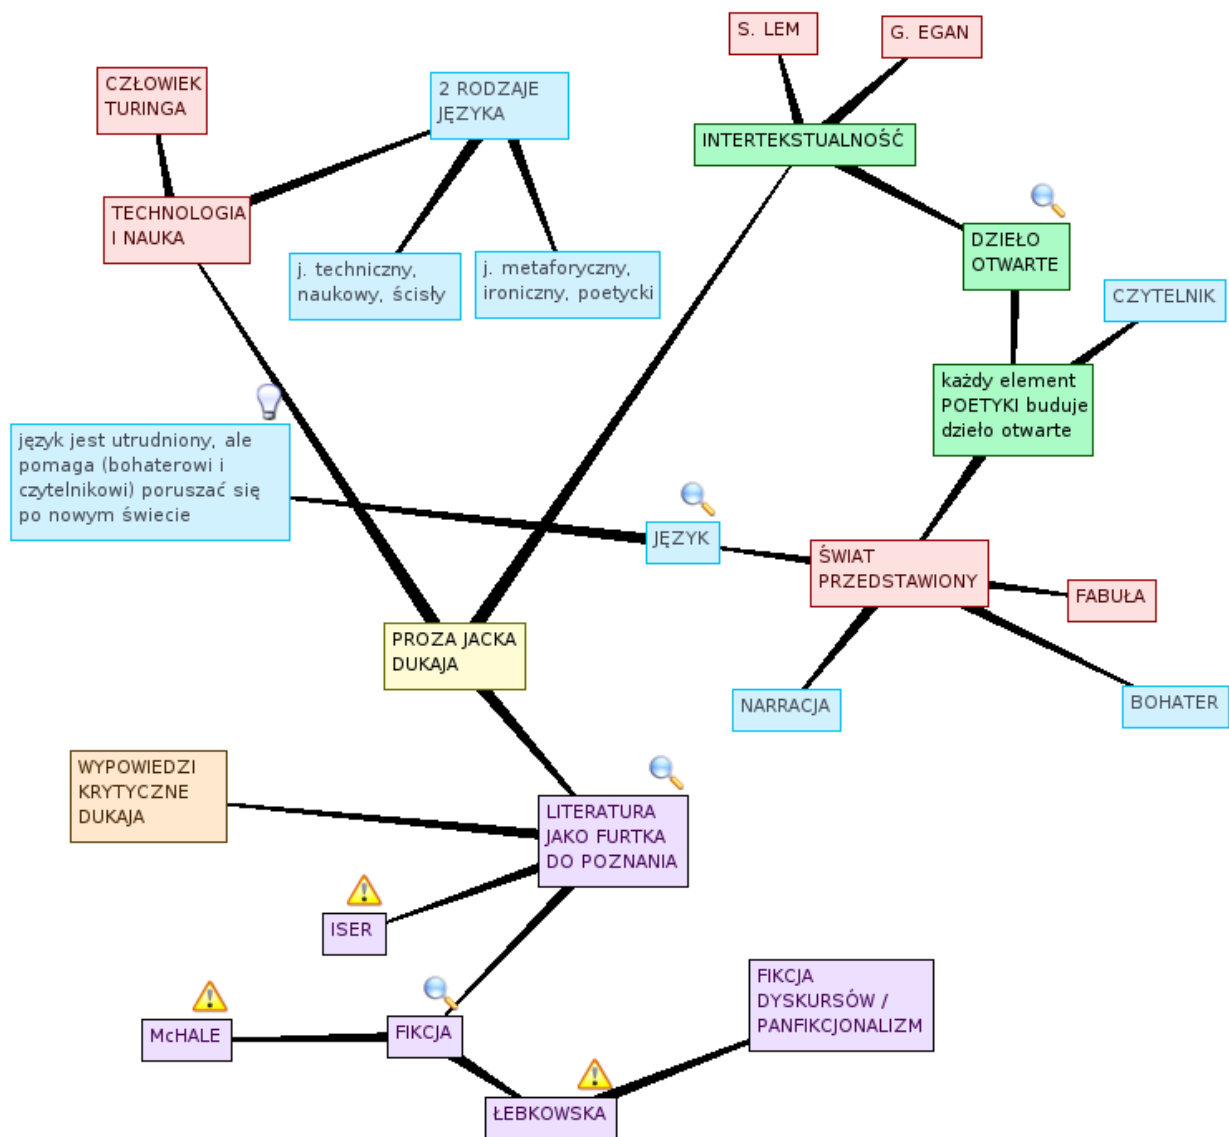 S. LEM
G. EGAN
CZŁOWIEK
TURINGA
2 RODZAJE
JĘZYKA
INTERTEKSTUALNOŚĆ
TECHNOLOGIA
I NAUKA
DZIEŁO
OTWARTE
j. techniczny,
naukowy, ścisły
j. metaforyczny,
ironiczny, poetycki
CZYTELNIK
każdy element
POETYKI buduje
dzieło otwarte
język jest utrudniony, ale
pomaga (bohaterowi i
czytelnikowi) poruszać się
po nowym świecie
JĘZYK
ŚWIAT
PRZEDSTAWIONY
FABUŁA
PROZA JACKA
DUKAJA
NARRACJA
BOHATER
WYPOWIEDZI
KRYTYCZNE
DUKAJA
LITERATURA
JAKO FURTKA
DO POZNANIA
ISER
FIKCJA
DYSKURSÓW /
PANFIKCJONALIZM
McHALE
FIKCJA
ŁEBKOWSKA